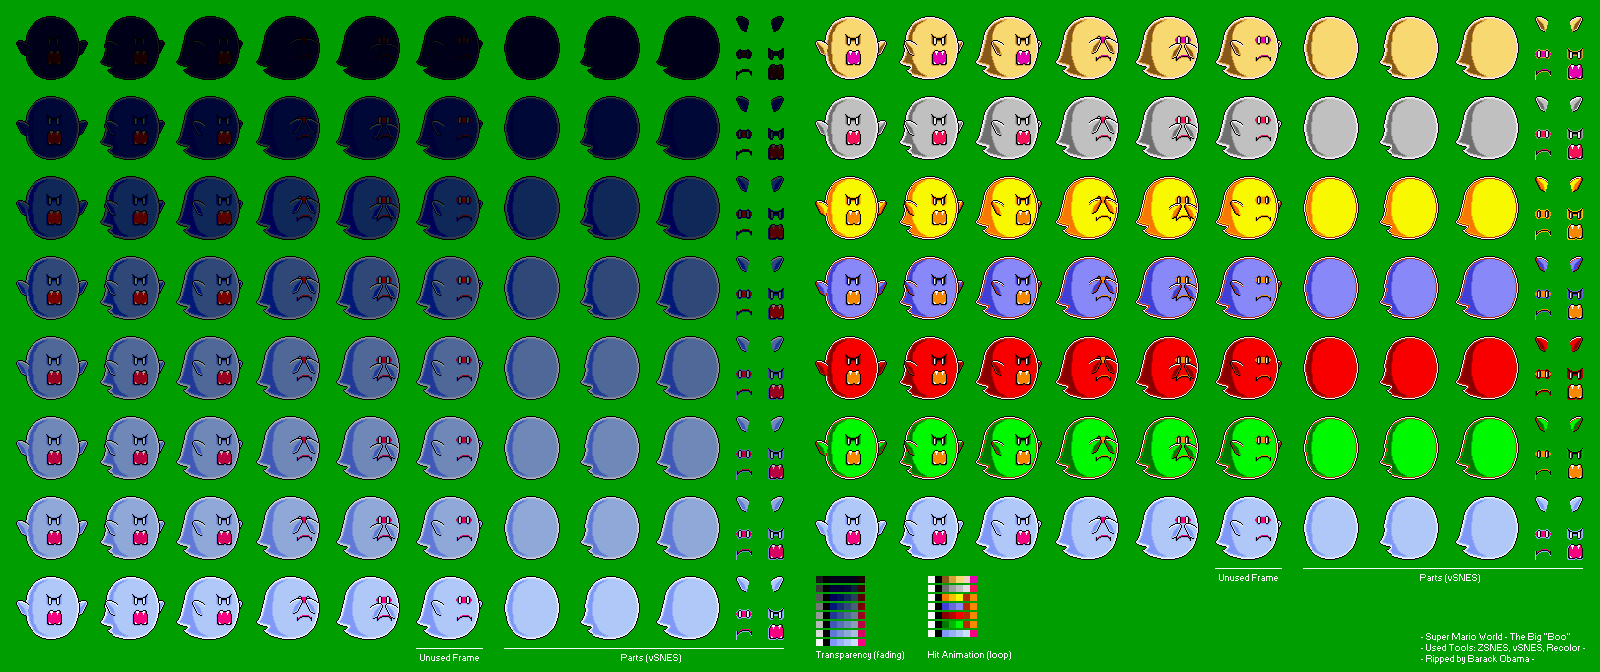 Unused Frame
Parts (vSNES)
Transparency (fading)
Hit Animation (loop)
Unused Frame
Parts (vSNES)
- Super Mario World - The Big "Boo"
- Used Tools: ZSNES, vSNES, Recolor -
- Ripped by Barack Obama -